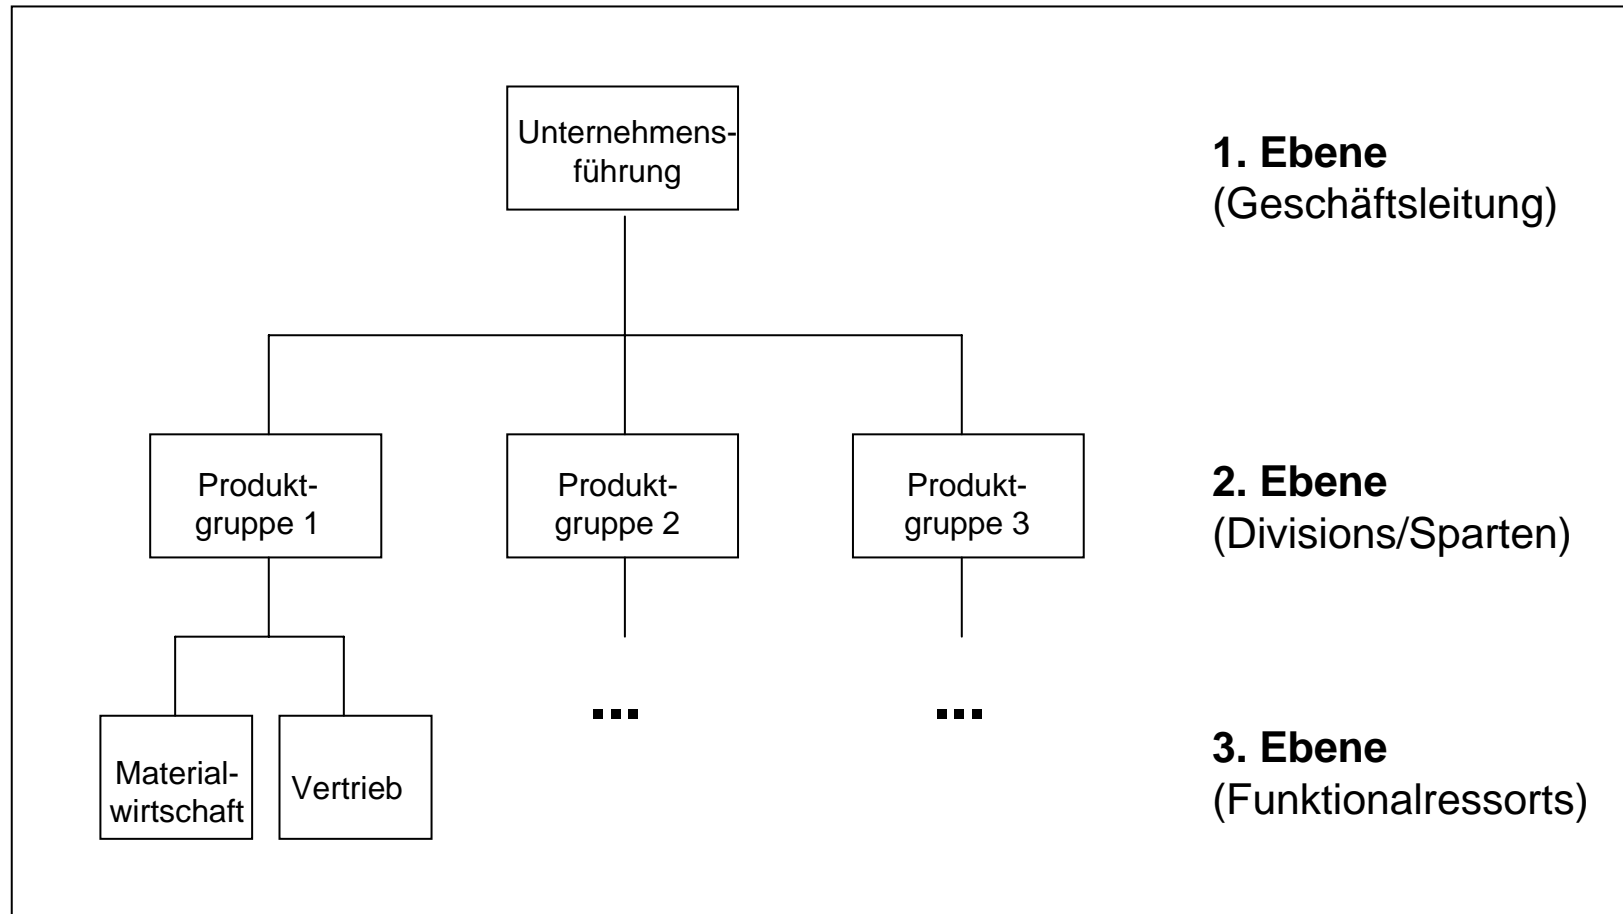 Unternehmens-
führung
1. Ebene
(Geschäftsleitung)
Produkt-
gruppe 1
Produkt-
gruppe 2
Produkt-
gruppe 3
2. Ebene
(Divisions/Sparten)
...
...
Material-
wirtschaft
Vertrieb
3. Ebene
(Funktionalressorts)